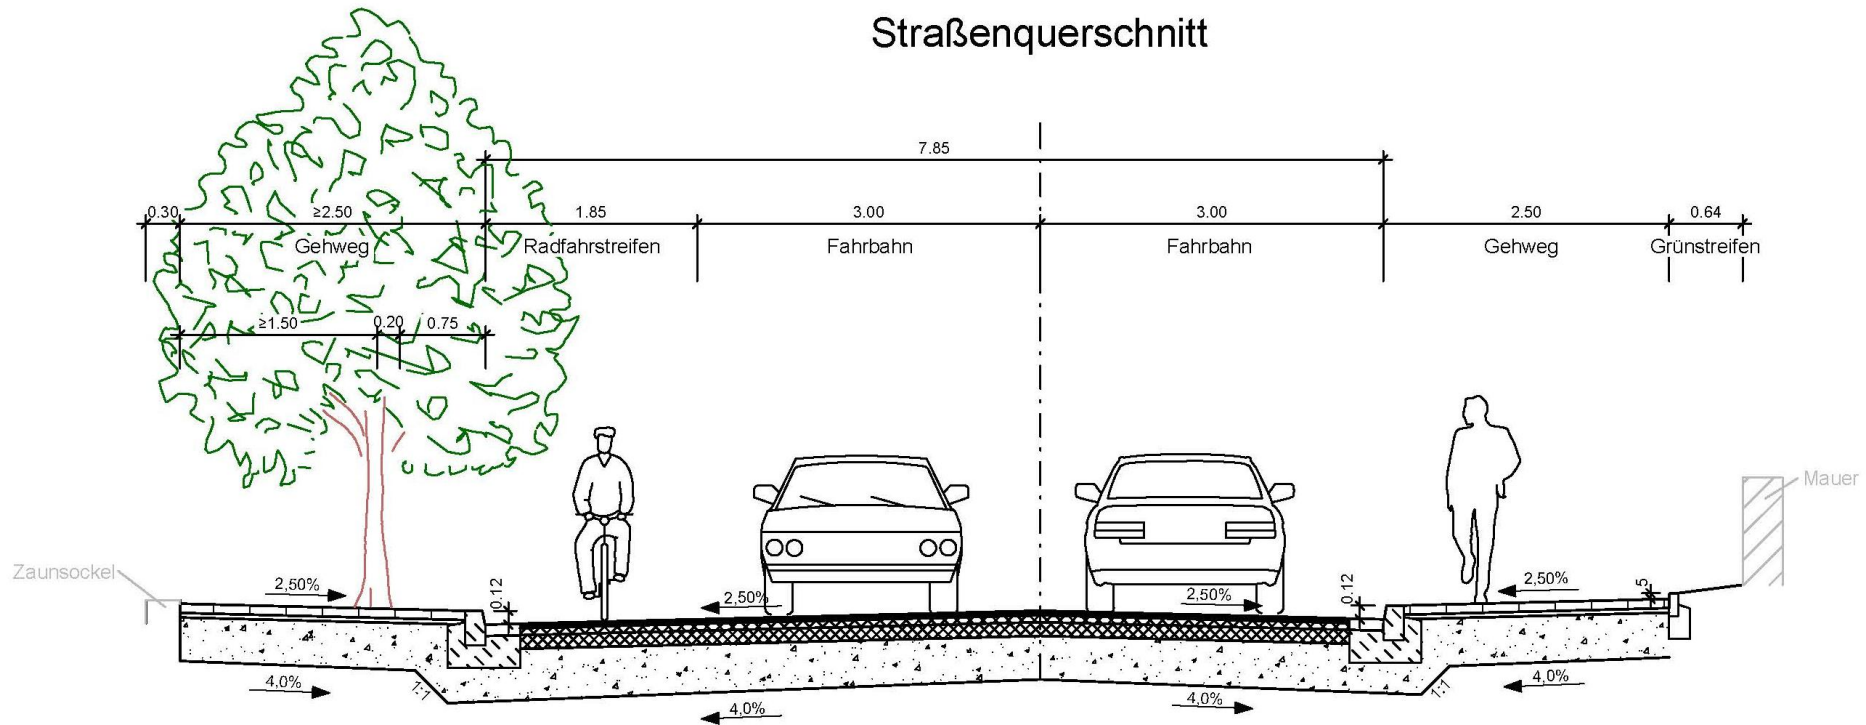 Straßenquerschnitt
7.85
0.30 ≥2.50 1.85 3.00 3.00 2.50 0.64
Gehweg Radfahrstreifen Fahrbahn Fahrbahn Gehweg Grünstreifen
≥1.50 0.20 0.75
Mauer
Zaunsockel
2,50% 0.12 2,50% 2,50% 0.12 2,50% 5
4,0% 1:1 4,0% 4,0% 1:1 4,0%